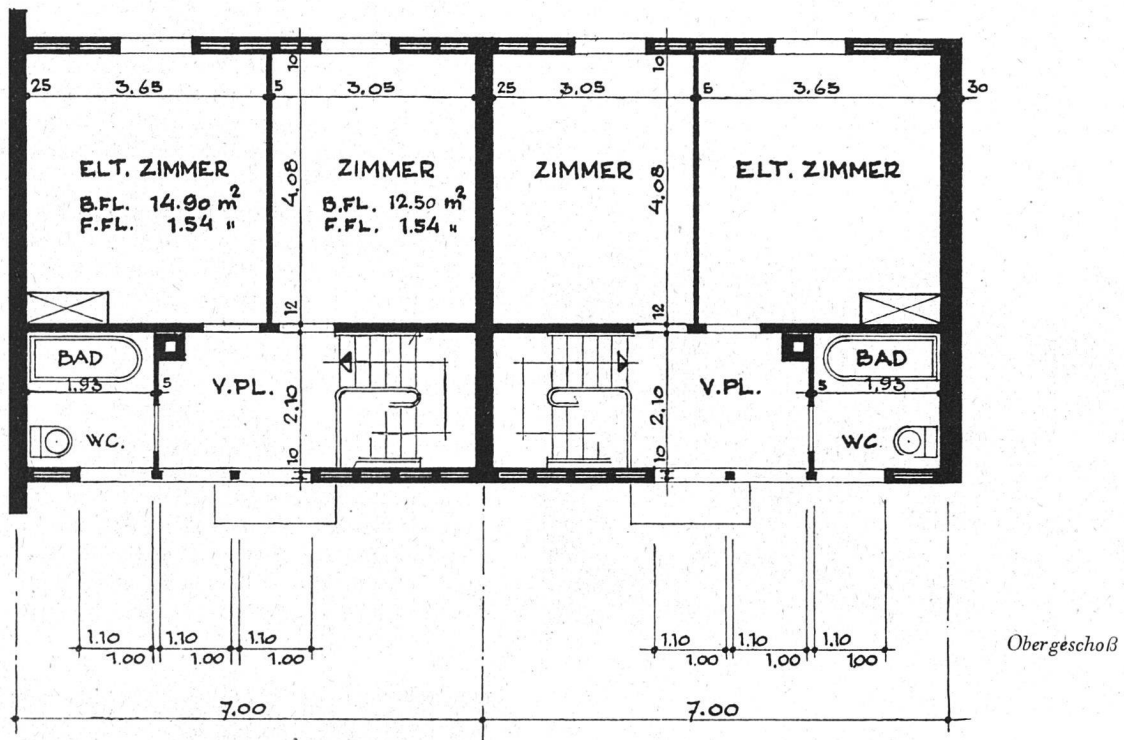 25 3,65 5 3,05 25 3,05 5 3,65 30
10 10
ELT. ZIMMER ZIMMER ZIMMER ELT. ZIMMER
B.FL. 14.90 m² B.FL. 12.50 m²
F.FL. 1.54 " F.FL. 1.54 "
4,08 4,08
12 12
BAD BAD
1,93 5 5 1,93
V.PL. V.PL.
2,10 2,10
WC. WC.
10 10
1.10 1.10 1.10 1.10 1.10 1.10
1.00 1.00 1.00 1.00 1,00 1,00
Obergeschoß
7.00 7.00